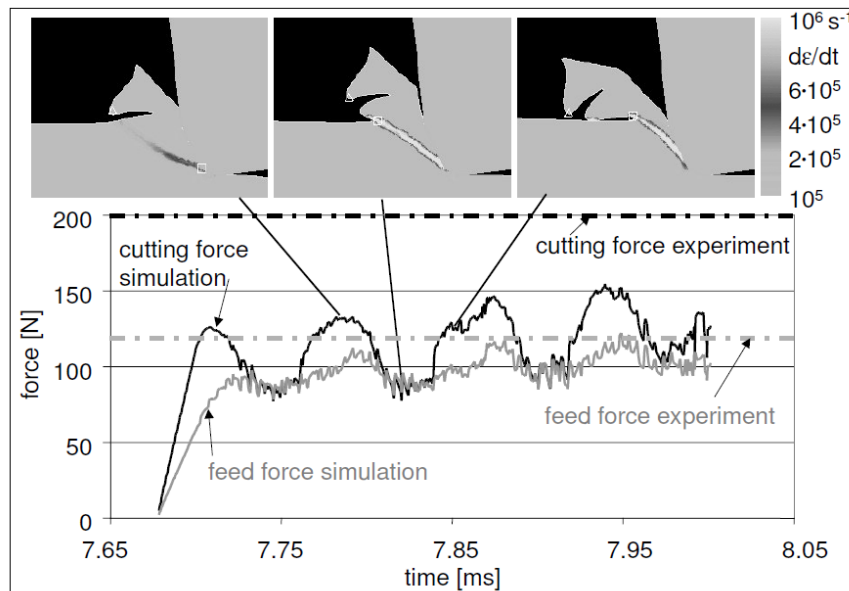 10⁶ s⁻¹
dε/dt
6·10⁵
4·10⁵
2·10⁵
10⁵
200
150
100
50
0
force [N]
cutting force
simulation
cutting force experiment
feed force experiment
feed force simulation
7.65
7.75
7.85
7.95
8.05
time [ms]